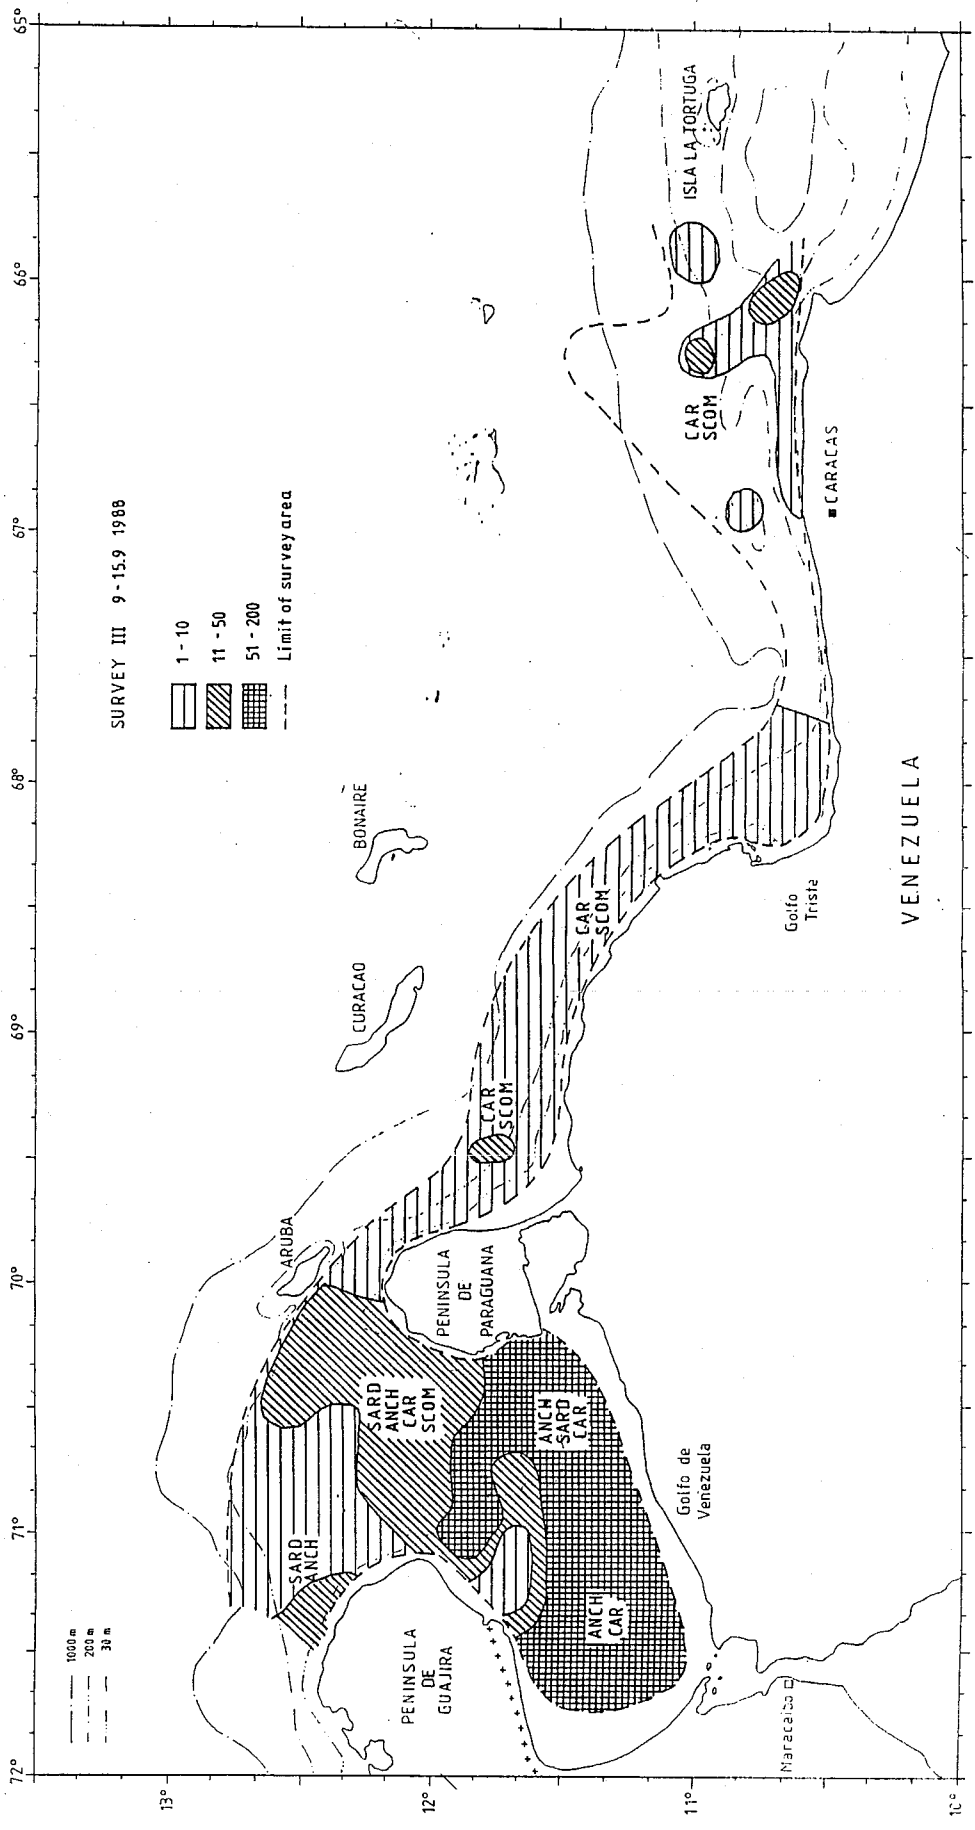 72°
71°
70°
69°
68°
67°
66°
65°
13°
12°
11°
10°
1000 m
200 m
30 m
SURVEY III 9-15.9 1988
1 - 10
11 - 50
51 - 200
Limit of survey area
ARUBA
CURACAO
BONAIRE
ISLA LA TORTUGA
SARD
ANCH
SARD
ANCH
CAR
SCOM
CAR
SCOM
CAR
SCOM
CAR
SCOM
ANCH
SARD
CAR
ANCH
CAR
PENINSULA
DE
GUAJIRA
PENINSULA
DE
PARAGUANA
Golfo de
Venezuela
Golfo
Triste
Maracaibo
CARACAS
VENEZUELA